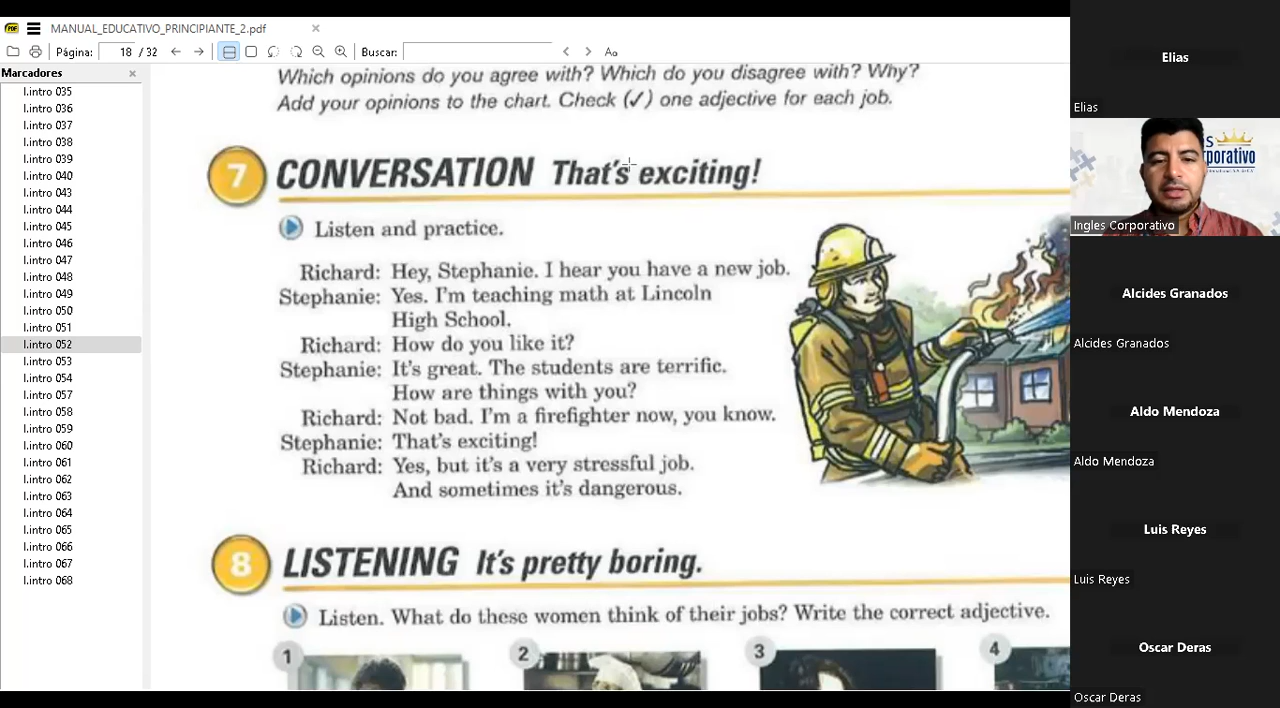 MANUAL_EDUCATIVO_PRINCIPIANTE_2.pdf
Página: 18 / 32
Buscar:
Marcadores
I.intro 035
I.intro 036
I.intro 037
I.intro 038
I.intro 039
I.intro 040
I.intro 043
I.intro 044
I.intro 045
I.intro 046
I.intro 047
I.intro 048
I.intro 049
I.intro 050
I.intro 051
I.intro 052
I.intro 053
I.intro 054
I.intro 057
I.intro 058
I.intro 059
I.intro 060
I.intro 061
I.intro 062
I.intro 063
I.intro 064
I.intro 065
I.intro 066
I.intro 067
I.intro 068
Which opinions do you agree with? Which do you disagree with? Why?
Add your opinions to the chart. Check (✓) one adjective for each job.
7 CONVERSATION That's exciting!
Listen and practice.
Richard: Hey, Stephanie. I hear you have a new job.
Stephanie: Yes. I'm teaching math at Lincoln
High School.
Richard: How do you like it?
Stephanie: It's great. The students are terrific.
How are things with you?
Richard: Not bad. I'm a firefighter now, you know.
Stephanie: That's exciting!
Richard: Yes, but it's a very stressful job.
And sometimes it's dangerous.
8 LISTENING It's pretty boring.
Listen. What do these women think of their jobs? Write the correct adjective.
1 2 3 4
Elias
Elias
Ingles Corporativo
Alcides Granados
Alcides Granados
Aldo Mendoza
Aldo Mendoza
Luis Reyes
Luis Reyes
Oscar Deras
Oscar Deras